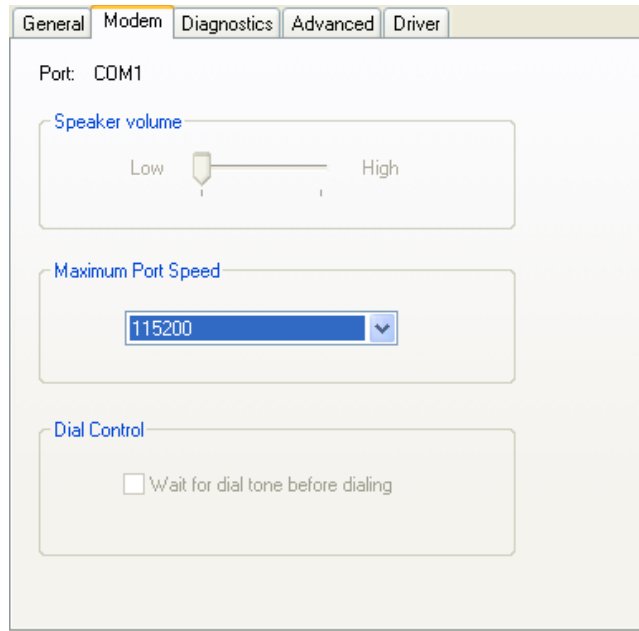 General Modem Diagnostics Advanced Driver
Port: COM1
Speaker volume
Low High
Maximum Port Speed
115200
Dial Control
Wait for dial tone before dialing